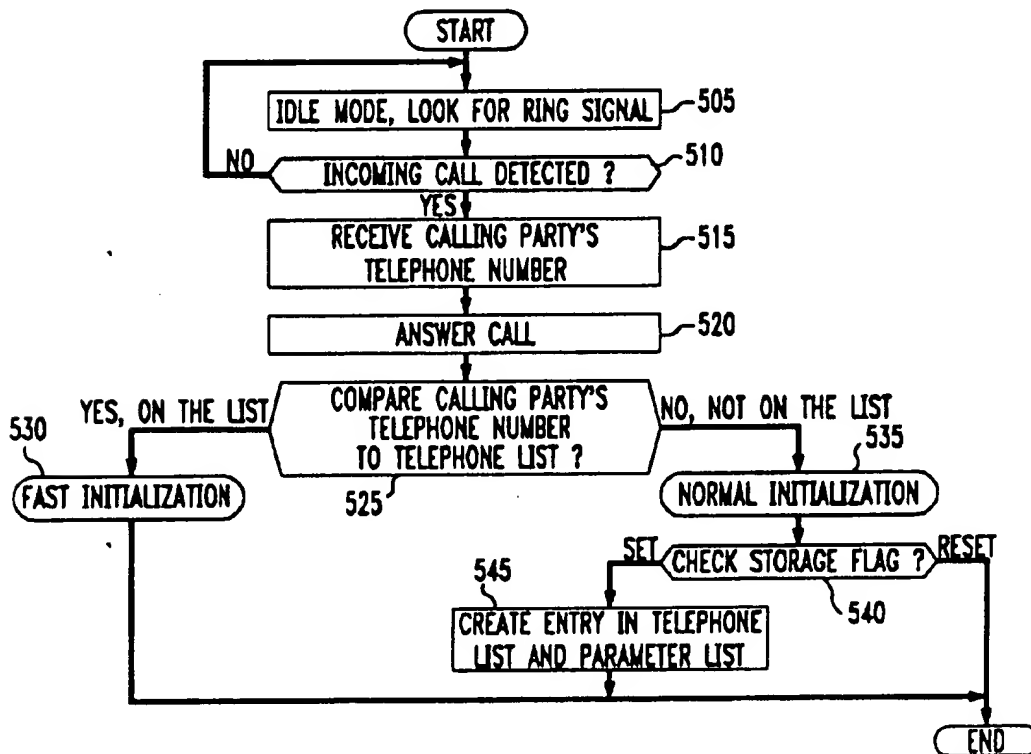 START
IDLE MODE, LOOK FOR RING SIGNAL
505
NO
INCOMING CALL DETECTED ?
510
YES
RECEIVE CALLING PARTY'S
TELEPHONE NUMBER
515
ANSWER CALL
520
YES, ON THE LIST
COMPARE CALLING PARTY'S
TELEPHONE NUMBER
TO TELEPHONE LIST ?
NO, NOT ON THE LIST
530
525
535
FAST INITIALIZATION
NORMAL INITIALIZATION
SET
CHECK STORAGE FLAG ?
RESET
540
545
CREATE ENTRY IN TELEPHONE
LIST AND PARAMETER LIST
END